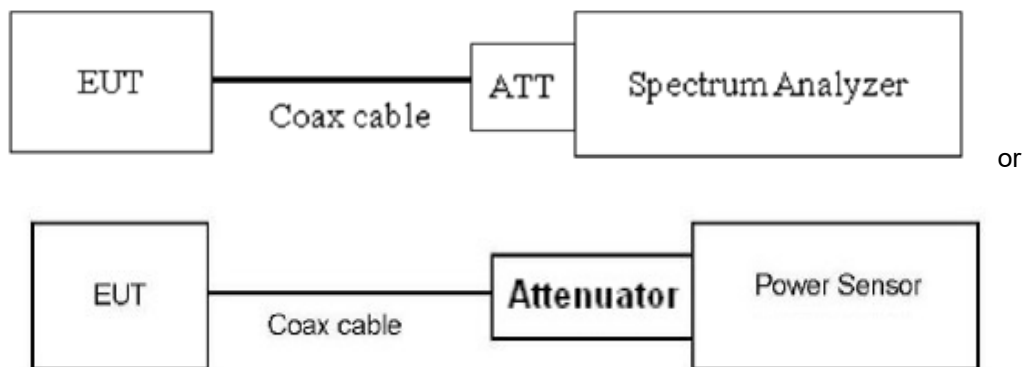 EUT
Coax cable
ATT
Spectrum Analyzer
or
EUT
Coax cable
Attenuator
Power Sensor